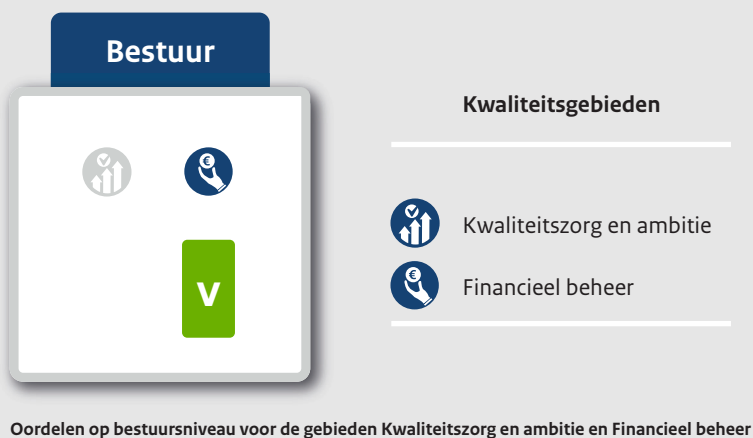 Bestuur
V
Kwaliteitsgebieden
Kwaliteitszorg en ambitie
€ Financieel beheer
Oordelen op bestuursniveau voor de gebieden Kwaliteitszorg en ambitie en Financieel beheer